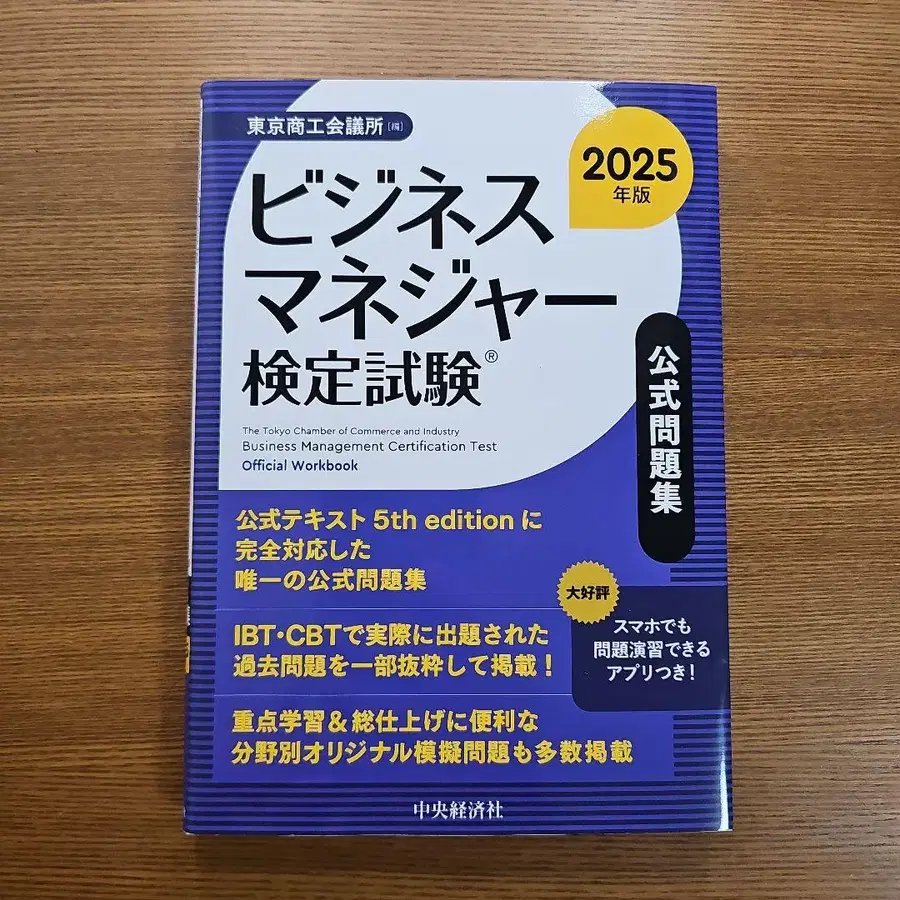 東京商工会議所[編]
2025
年版
ビジネス
マネジャー
検定試験®
The Tokyo Chamber of Commerce and Industry
Business Management Certification Test
Official Workbook
公式問題集
公式テキスト 5th edition に
完全対応した
唯一の公式問題集
IBT・CBTで実際に出題された
過去問題を一部抜粋して掲載!
大好評
スマホでも
問題演習できる
アプリつき!
重点学習&総仕上げに便利な
分野別オリジナル模擬問題も多数掲載
中央経済社